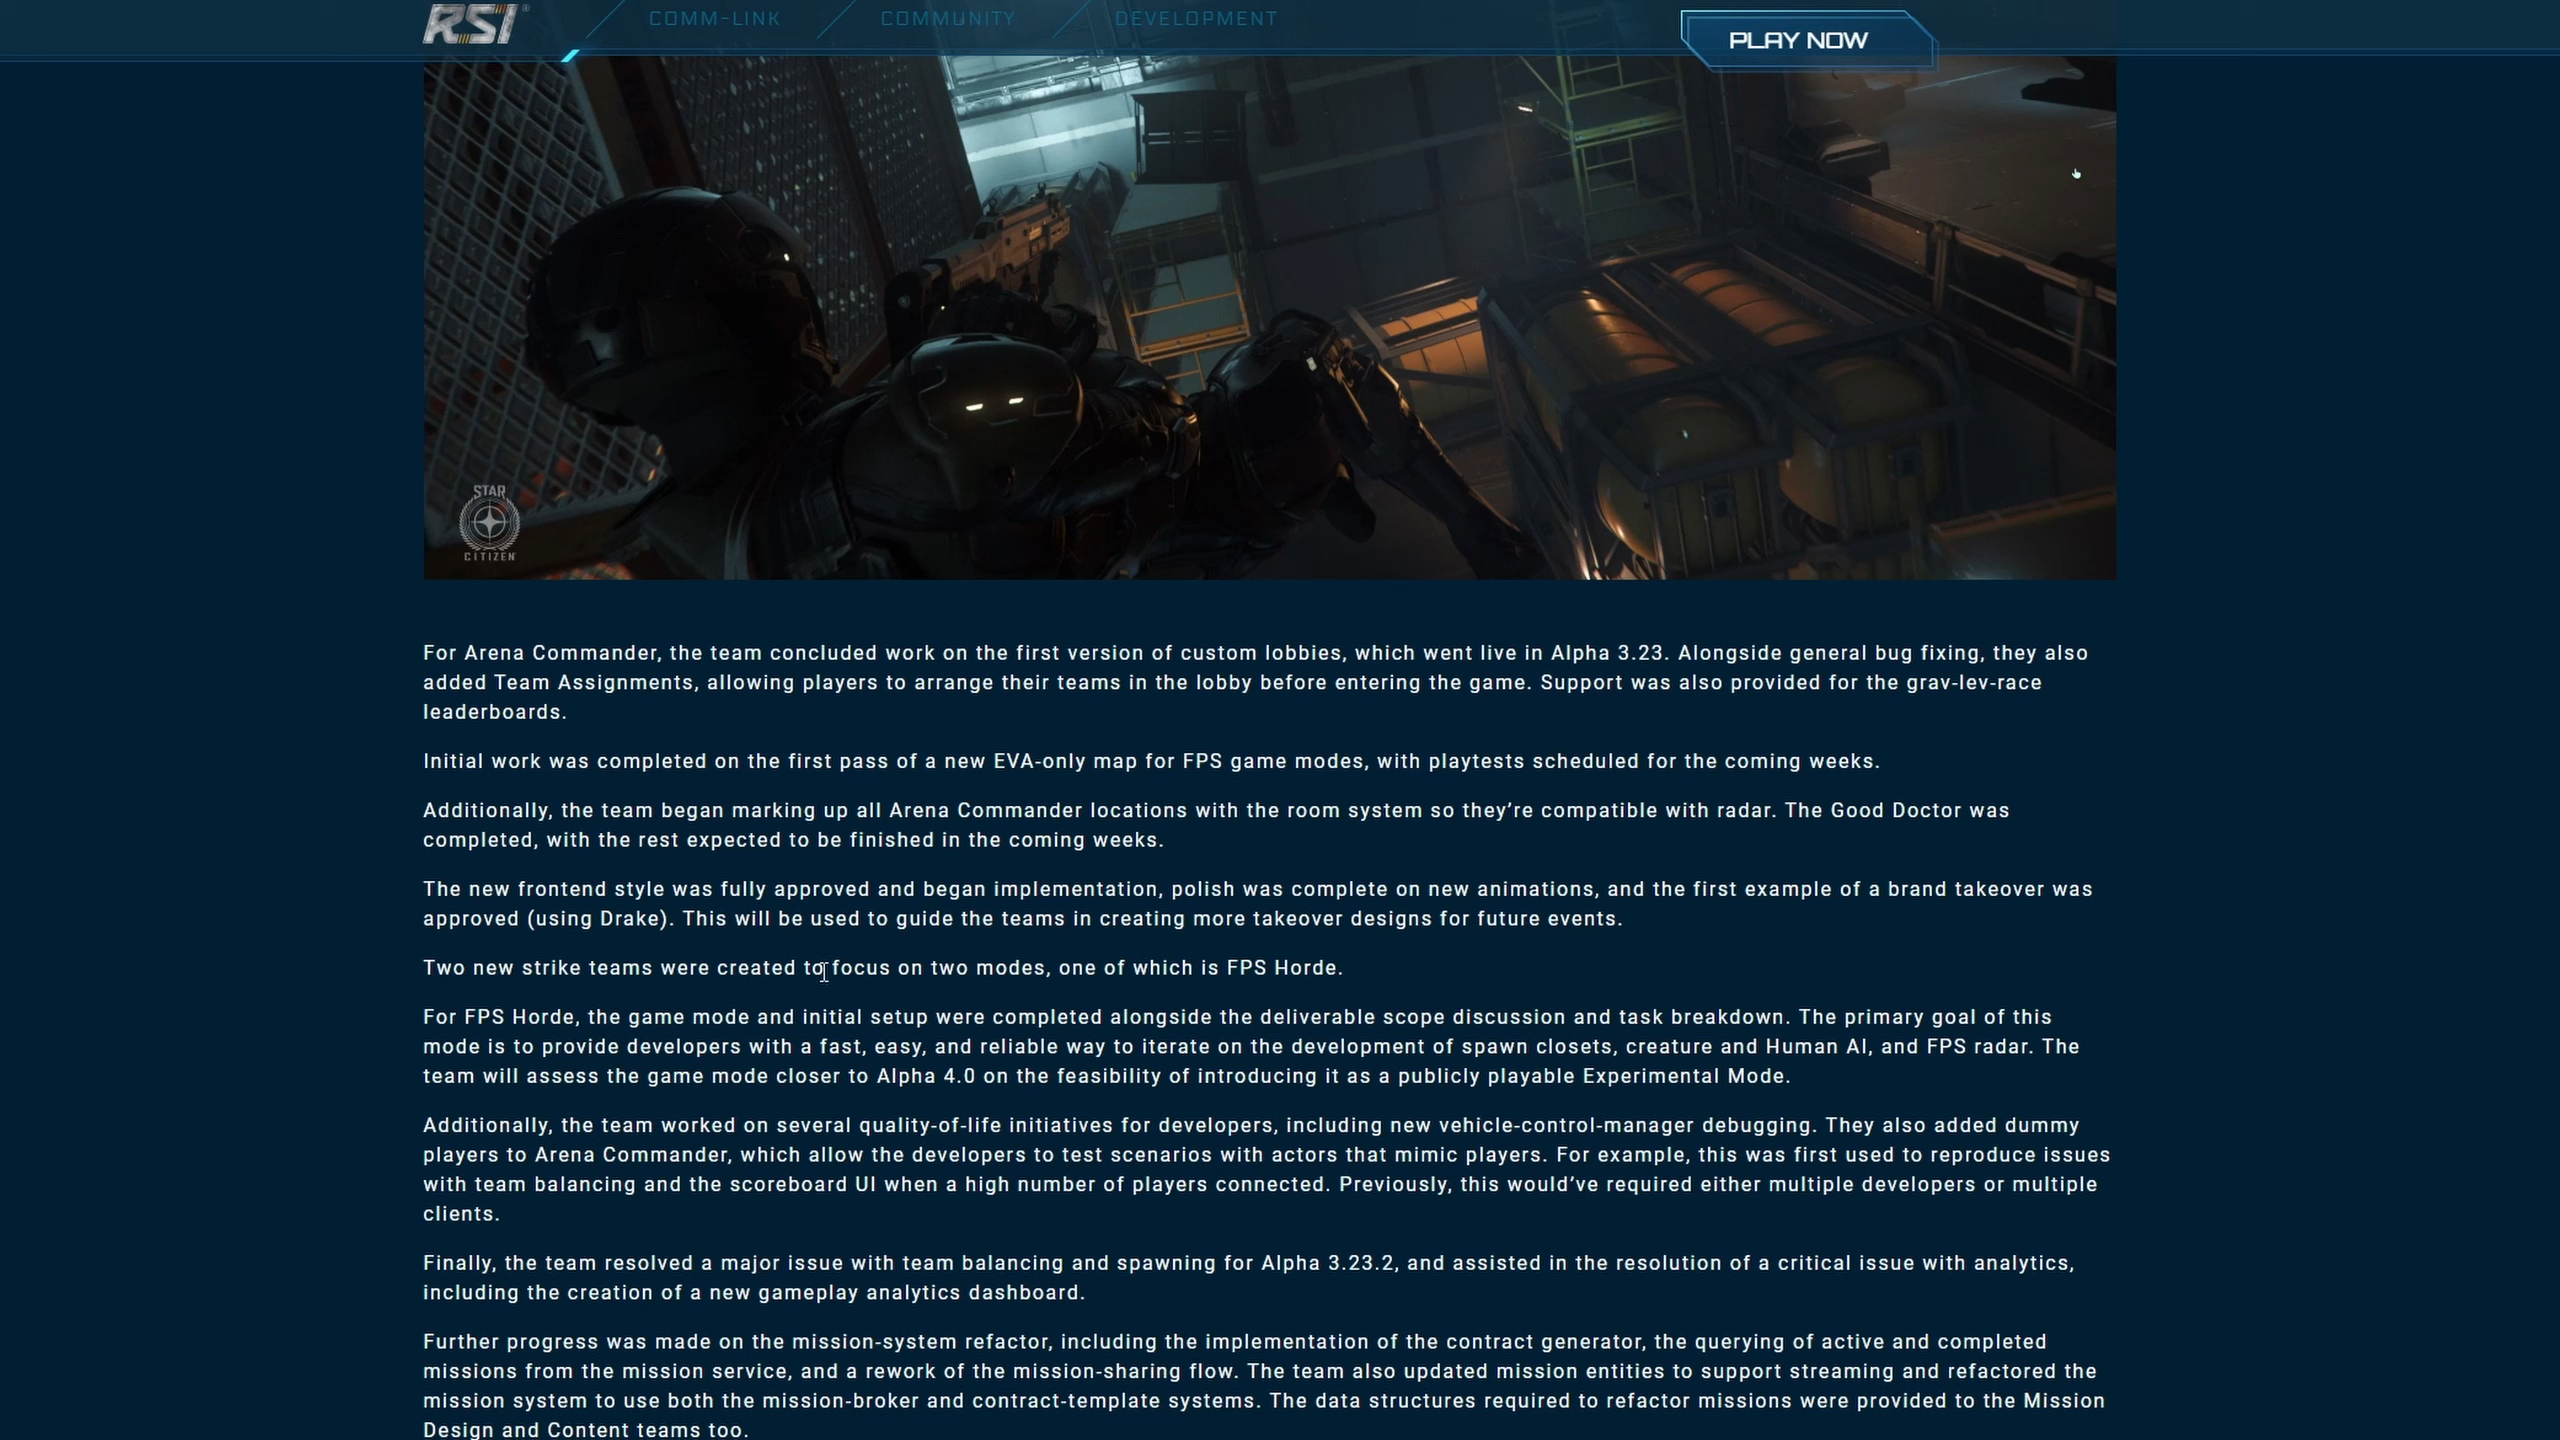 RSI
COMM-LINK
COMMUNITY
DEVELOPMENT
PLAY NOW
STAR
CITIZEN
For Arena Commander, the team concluded work on the first version of custom lobbies, which went live in Alpha 3.23. Alongside general bug fixing, they also
added Team Assignments, allowing players to arrange their teams in the lobby before entering the game. Support was also provided for the grav-lev-race
leaderboards.
Initial work was completed on the first pass of a new EVA-only map for FPS game modes, with playtests scheduled for the coming weeks.
Additionally, the team began marking up all Arena Commander locations with the room system so they’re compatible with radar. The Good Doctor was
completed, with the rest expected to be finished in the coming weeks.
The new frontend style was fully approved and began implementation, polish was complete on new animations, and the first example of a brand takeover was
approved (using Drake). This will be used to guide the teams in creating more takeover designs for future events.
Two new strike teams were created to focus on two modes, one of which is FPS Horde.
For FPS Horde, the game mode and initial setup were completed alongside the deliverable scope discussion and task breakdown. The primary goal of this
mode is to provide developers with a fast, easy, and reliable way to iterate on the development of spawn closets, creature and Human AI, and FPS radar. The
team will assess the game mode closer to Alpha 4.0 on the feasibility of introducing it as a publicly playable Experimental Mode.
Additionally, the team worked on several quality-of-life initiatives for developers, including new vehicle-control-manager debugging. They also added dummy
players to Arena Commander, which allow the developers to test scenarios with actors that mimic players. For example, this was first used to reproduce issues
with team balancing and the scoreboard UI when a high number of players connected. Previously, this would’ve required either multiple developers or multiple
clients.
Finally, the team resolved a major issue with team balancing and spawning for Alpha 3.23.2, and assisted in the resolution of a critical issue with analytics,
including the creation of a new gameplay analytics dashboard.
Further progress was made on the mission-system refactor, including the implementation of the contract generator, the querying of active and completed
missions from the mission service, and a rework of the mission-sharing flow. The team also updated mission entities to support streaming and refactored the
mission system to use both the mission-broker and contract-template systems. The data structures required to refactor missions were provided to the Mission
Design and Content teams too.